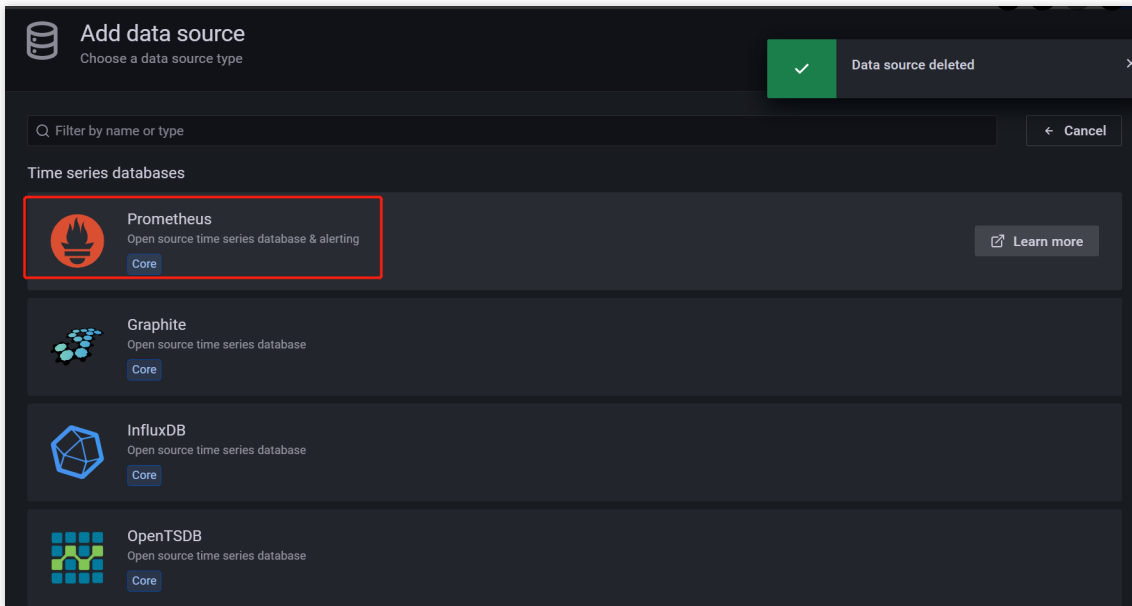 Add data source
Choose a data source type
Data source deleted
Filter by name or type
Cancel
Time series databases
Prometheus
Open source time series database & alerting
Core
Learn more
Graphite
Open source time series database
Core
InfluxDB
Open source time series database
Core
OpenTSDB
Open source time series database
Core